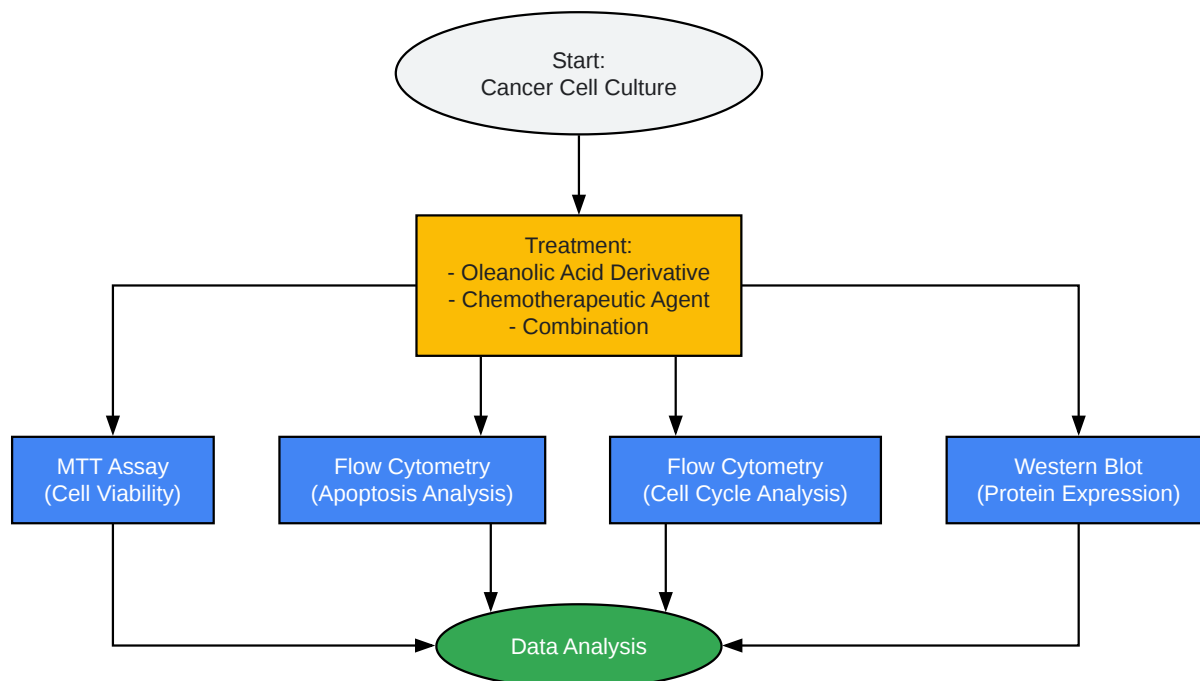 Start:
Cancer Cell Culture
Treatment:
- Oleanolic Acid Derivative
- Chemotherapeutic Agent
- Combination
MTT Assay
(Cell Viability)
Flow Cytometry
(Apoptosis Analysis)
Flow Cytometry
(Cell Cycle Analysis)
Western Blot
(Protein Expression)
Data Analysis